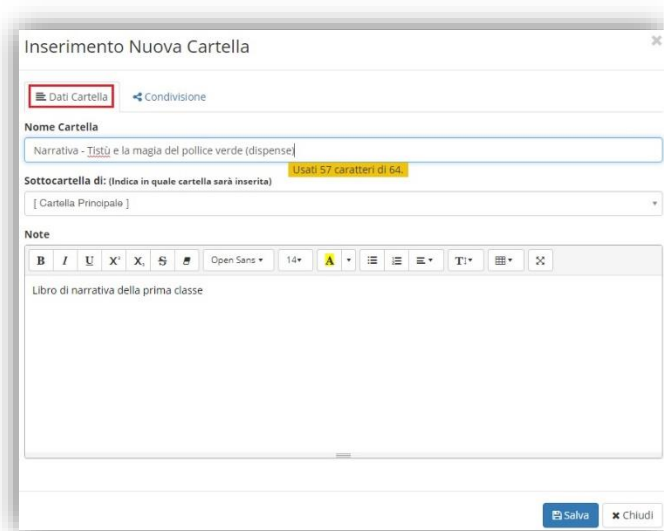 Inserimento Nuova Cartella
×
Dati Cartella Condivisione
Nome Cartella
Narrativa - Tistù e la magia del pollice verde (dispense)
Usati 57 caratteri di 64.
Sottocartella di: (Indica in quale cartella sarà inserita)
[ Cartella Principale ]
Note
B I U X² X₂ S Open Sans 14 A T
Libro di narrativa della prima classe
Salva × Chiudi